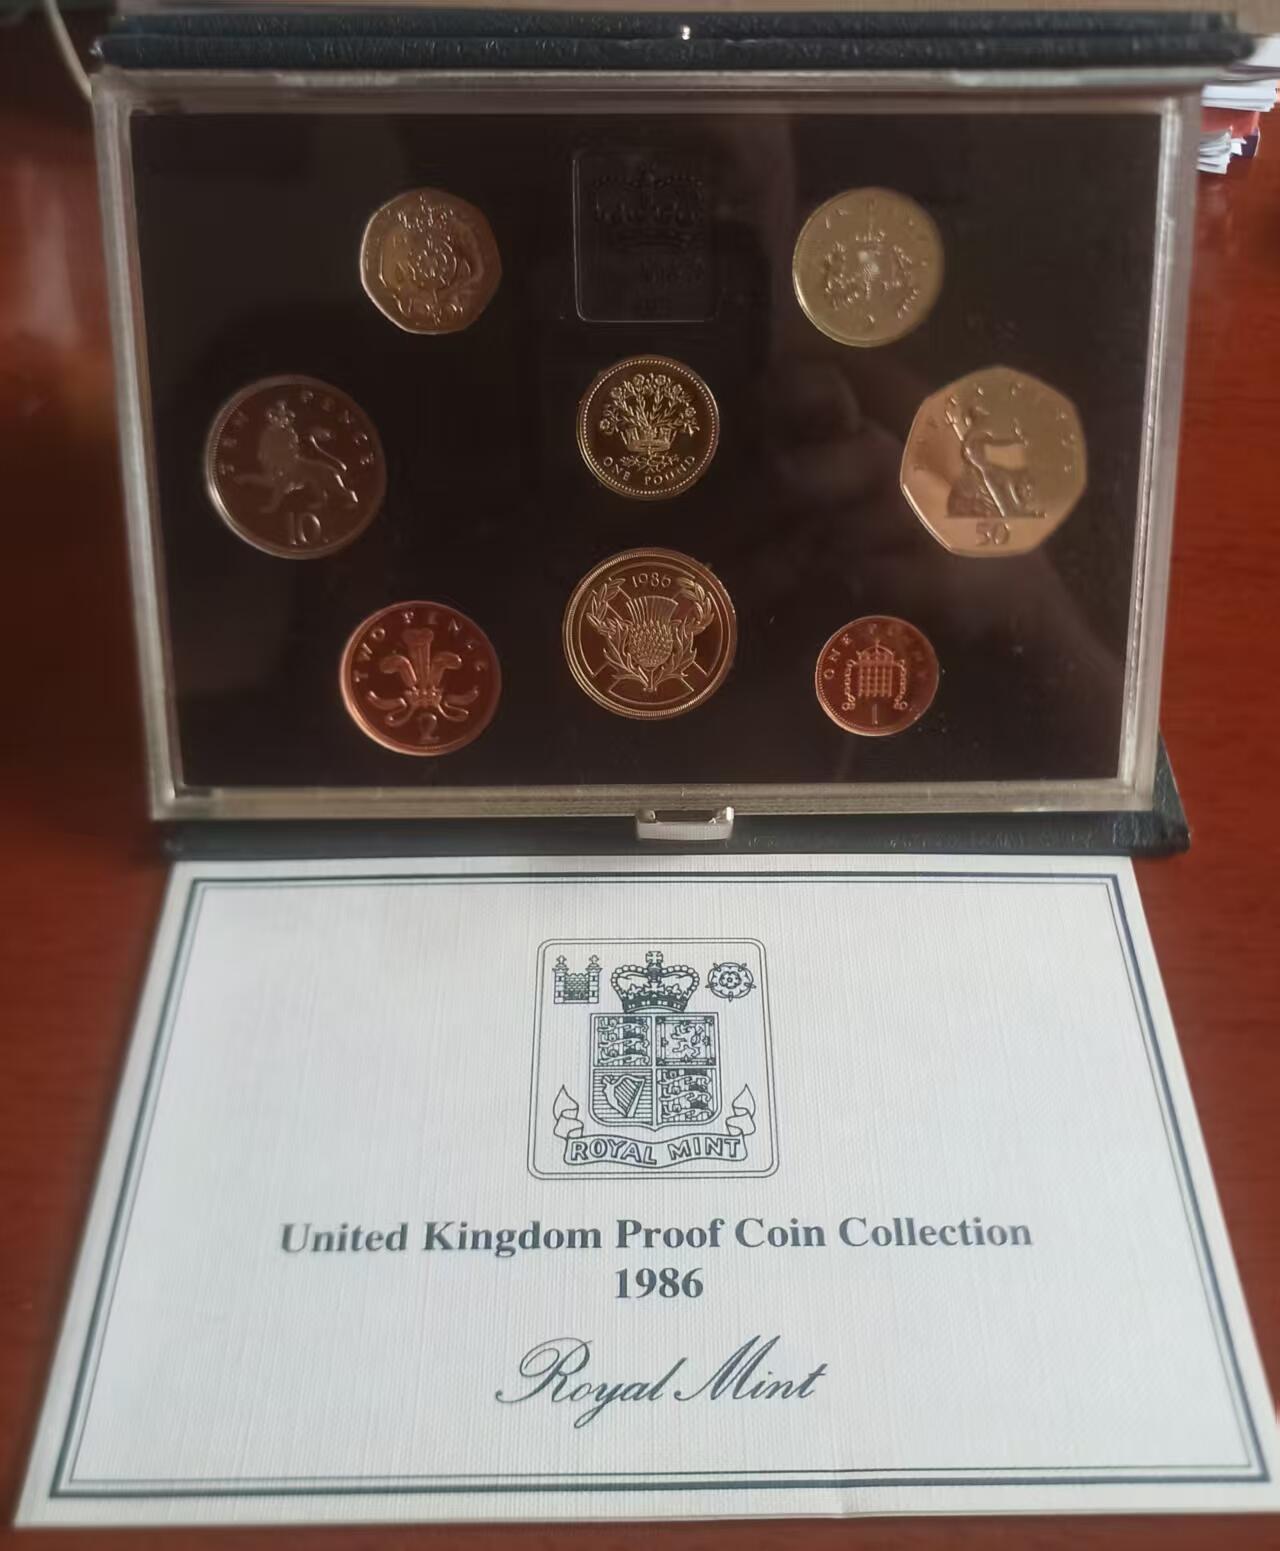 TEN PENCE
10
ONE POUND
50
TWO PENCE
2
1986
ONE PENNY
1
ROYAL MINT
United Kingdom Proof Coin Collection
1986
Royal Mint